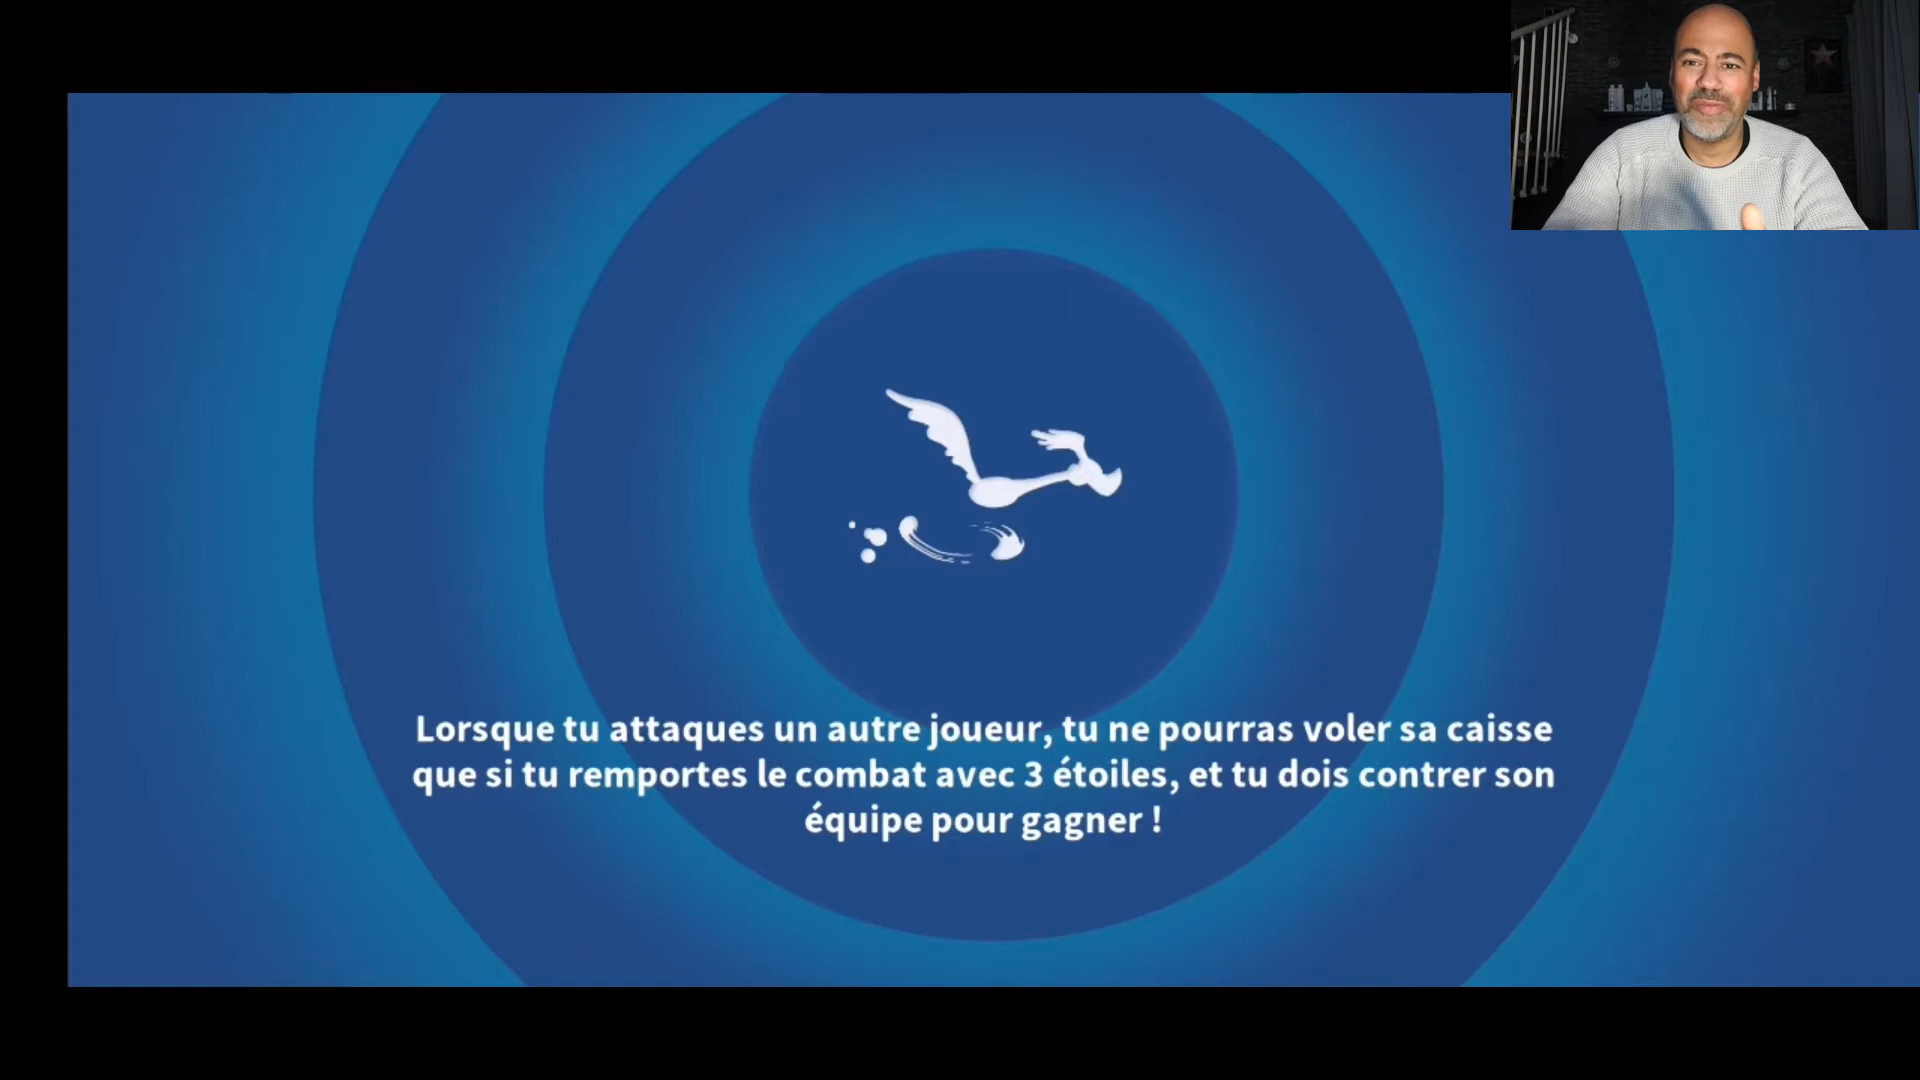 Lorsque tu attaques un autre joueur, tu ne pourras voler sa caisse
que si tu remportes le combat avec 3 étoiles, et tu dois contrer son
équipe pour gagner !